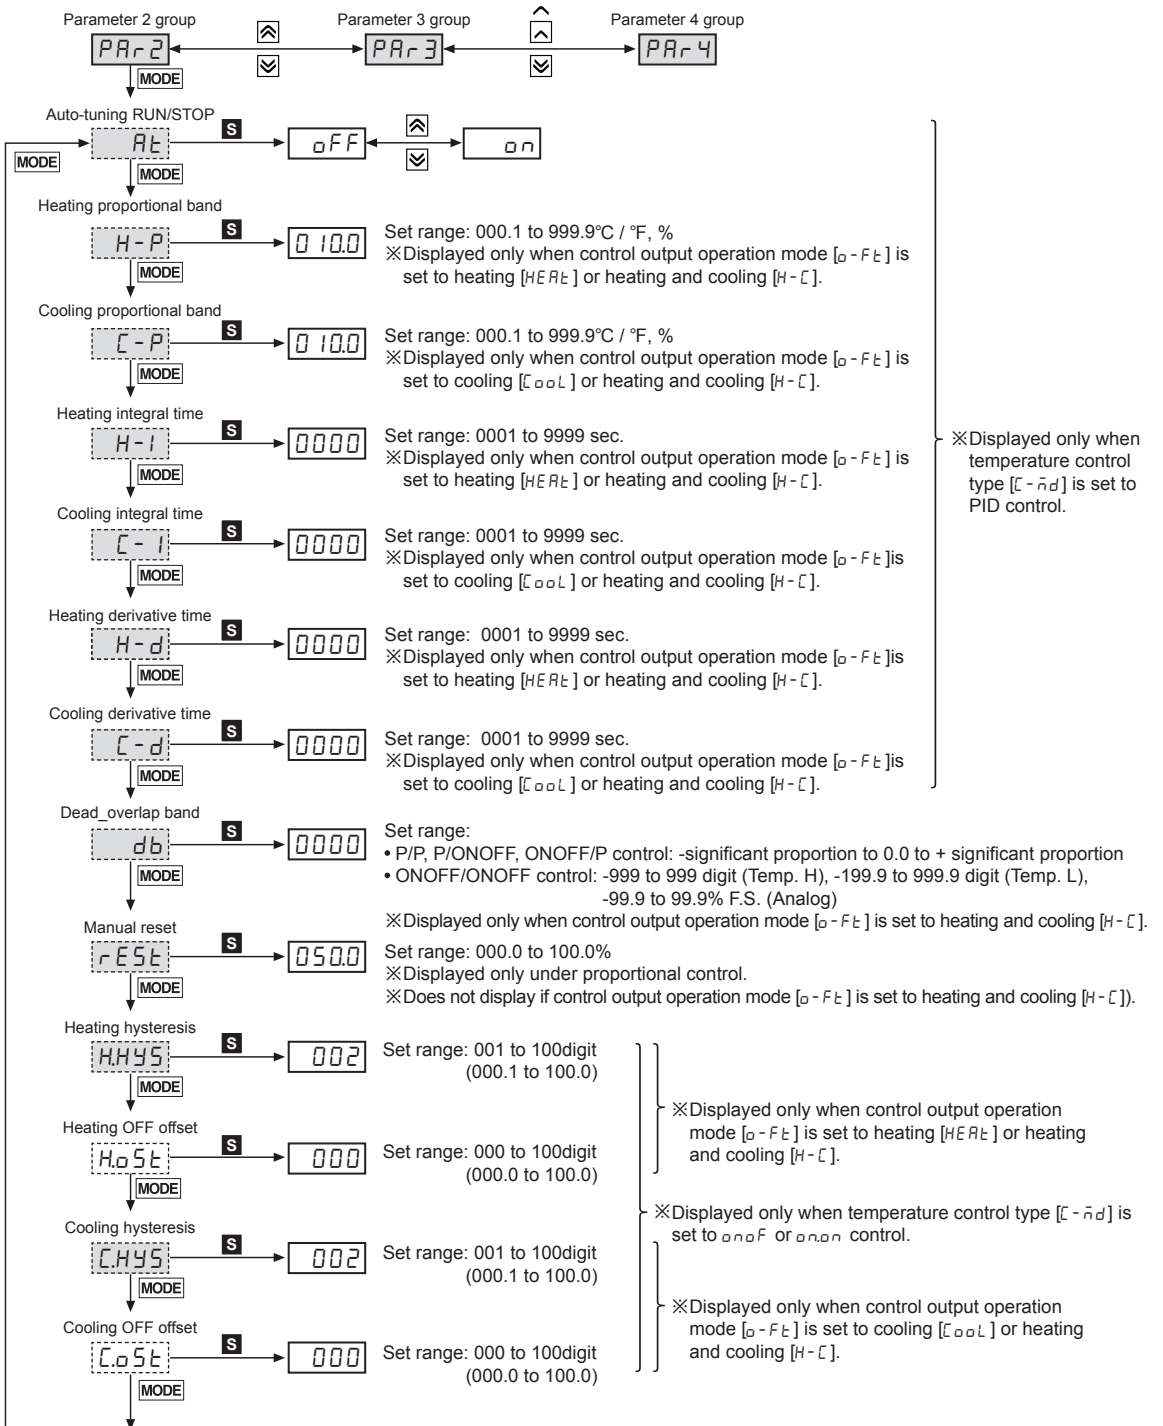 Parameter 2 group Parameter 3 group Parameter 4 group
PAr2 PAr3 PAr4
MODE
Auto-tuning RUN/STOP
MODE At S oFF on
MODE
Heating proportional band
H-P S 010.0 Set range: 000.1 to 999.9°C / °F, %
※Displayed only when control output operation mode [o-Ft] is
MODE set to heating [HEAt] or heating and cooling [H-C].
Cooling proportional band
C-P S 010.0 Set range: 000.1 to 999.9°C / °F, %
※Displayed only when control output operation mode [o-Ft] is
MODE set to cooling [CooL] or heating and cooling [H-C].
Heating integral time
H-I S 0000 Set range: 0001 to 9999 sec.
※Displayed only when control output operation mode [o-Ft] is
MODE set to heating [HEAt] or heating and cooling [H-C].
※Displayed only when
temperature control
type [C-md] is set to
PID control.
Cooling integral time
C-I S 0000 Set range: 0001 to 9999 sec.
※Displayed only when control output operation mode [o-Ft]is
MODE set to cooling [CooL] or heating and cooling [H-C].
Heating derivative time
H-d S 0000 Set range: 0001 to 9999 sec.
※Displayed only when control output operation mode [o-Ft]is
MODE set to heating [HEAt] or heating and cooling [H-C].
Cooling derivative time
C-d S 0000 Set range: 0001 to 9999 sec.
※Displayed only when control output operation mode [o-Ft]is
MODE set to cooling [CooL] or heating and cooling [H-C].
Dead_overlap band
db S 0000 Set range:
• P/P, P/ONOFF, ONOFF/P control: -significant proportion to 0.0 to + significant proportion
MODE • ONOFF/ONOFF control: -999 to 999 digit (Temp. H), -199.9 to 999.9 digit (Temp. L),
-99.9 to 99.9% F.S. (Analog)
※Displayed only when control output operation mode [o-Ft] is set to heating and cooling [H-C].
Manual reset
rESt S 050.0 Set range: 000.0 to 100.0%
※Displayed only under proportional control.
MODE ※Does not display if control output operation mode [o-Ft] is set to heating and cooling [H-C]).
Heating hysteresis
H.HYS S 002 Set range: 001 to 100digit
(000.1 to 100.0)
MODE
※Displayed only when control output operation
mode [o-Ft] is set to heating [HEAt] or heating
and cooling [H-C].
Heating OFF offset
H.oSt S 000 Set range: 000 to 100digit
(000.0 to 100.0)
MODE
※Displayed only when temperature control type [C-md] is
set to onoF or on.on control.
Cooling hysteresis
C.HYS S 002 Set range: 001 to 100digit
(000.1 to 100.0)
MODE
※Displayed only when control output operation
mode [o-Ft] is set to cooling [CooL] or heating
and cooling [H-C].
Cooling OFF offset
C.oSt S 000 Set range: 000 to 100digit
(000.0 to 100.0)
MODE